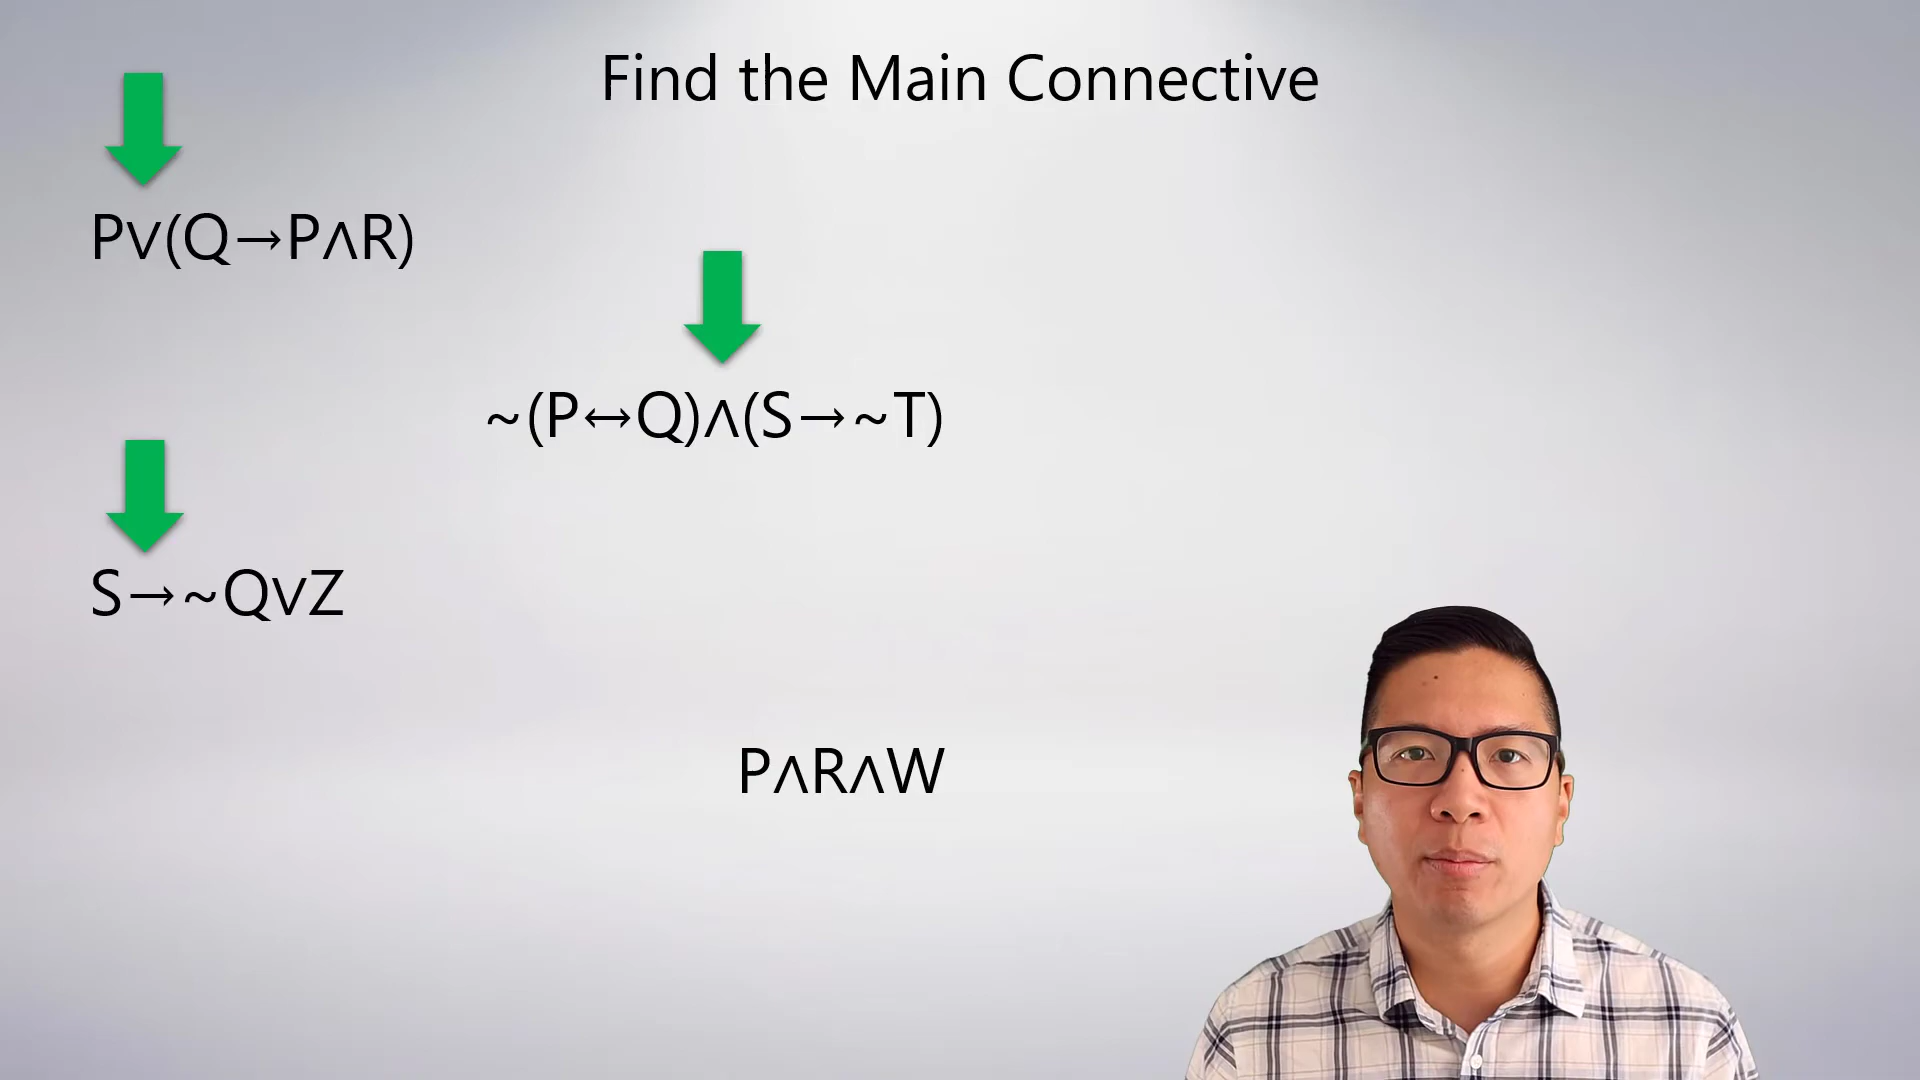 Find the Main Connective
P∨(Q→P∧R)
~(P↔Q)∧(S→~T)
S→~Q∨Z
P∧R∧W